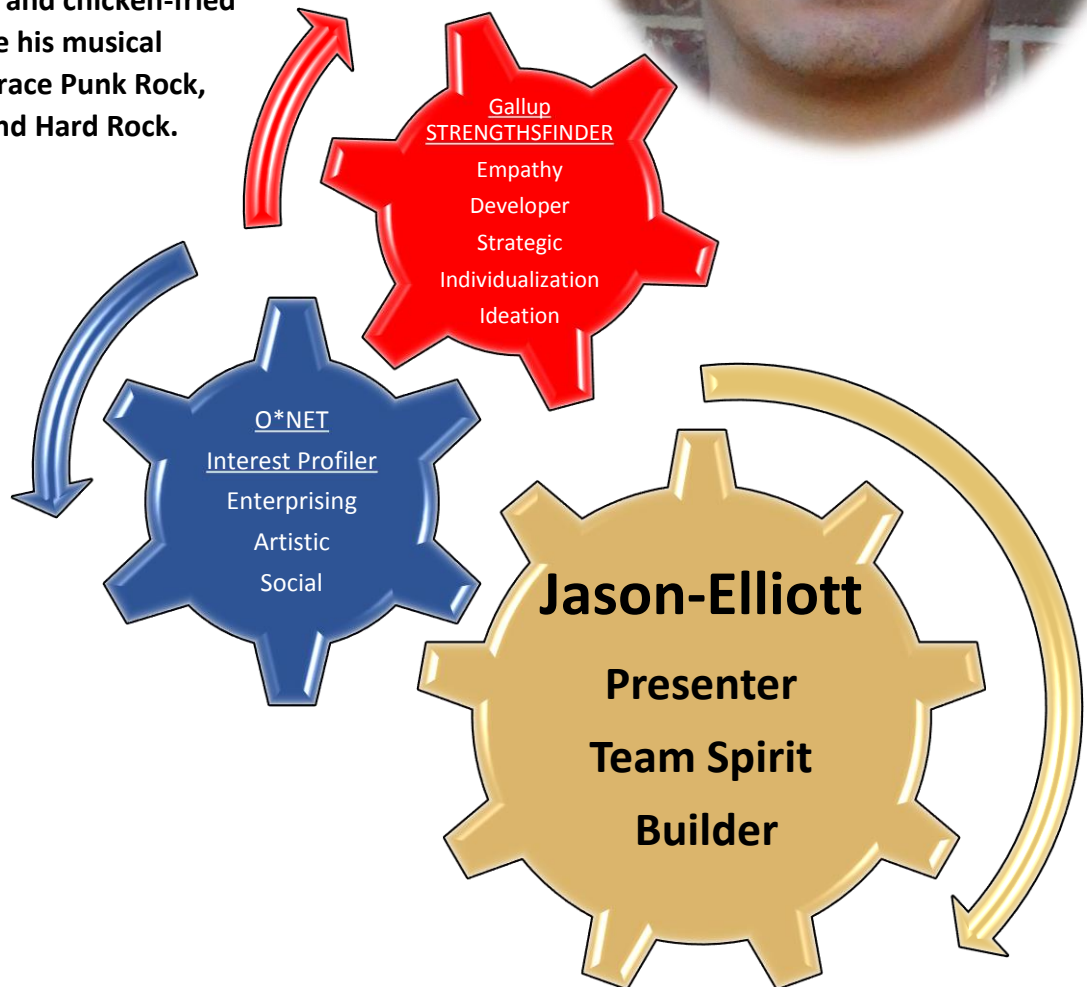 and chicken-fried
e his musical
race Punk Rock,
nd Hard Rock.
Gallup
STRENGTHSFINDER
Empathy
Developer
Strategic
Individualization
Ideation
O*NET
Interest Profiler
Enterprising
Artistic
Social
Jason-Elliott
Presenter
Team Spirit
Builder